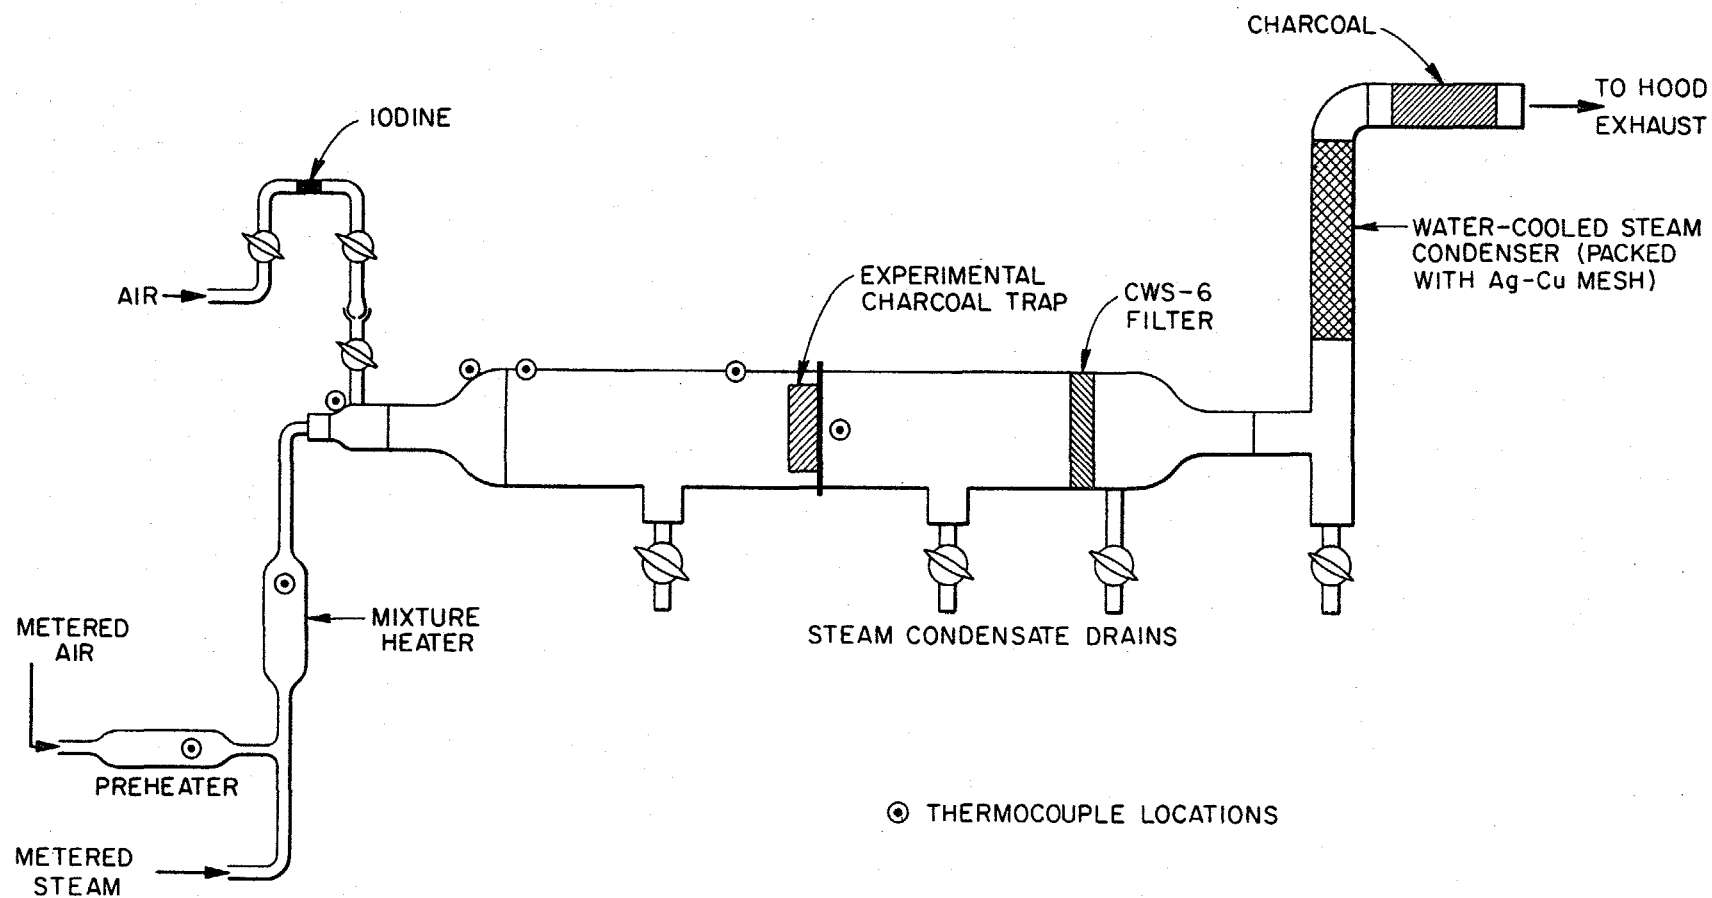 CHARCOAL
TO HOOD
EXHAUST
IODINE
WATER-COOLED STEAM
CONDENSER (PACKED
WITH Ag-Cu MESH)
EXPERIMENTAL
CHARCOAL TRAP
CWS-6
FILTER
AIR
MIXTURE
HEATER
METERED
AIR
STEAM CONDENSATE DRAINS
PREHEATER
THERMOCOUPLE LOCATIONS
METERED
STEAM